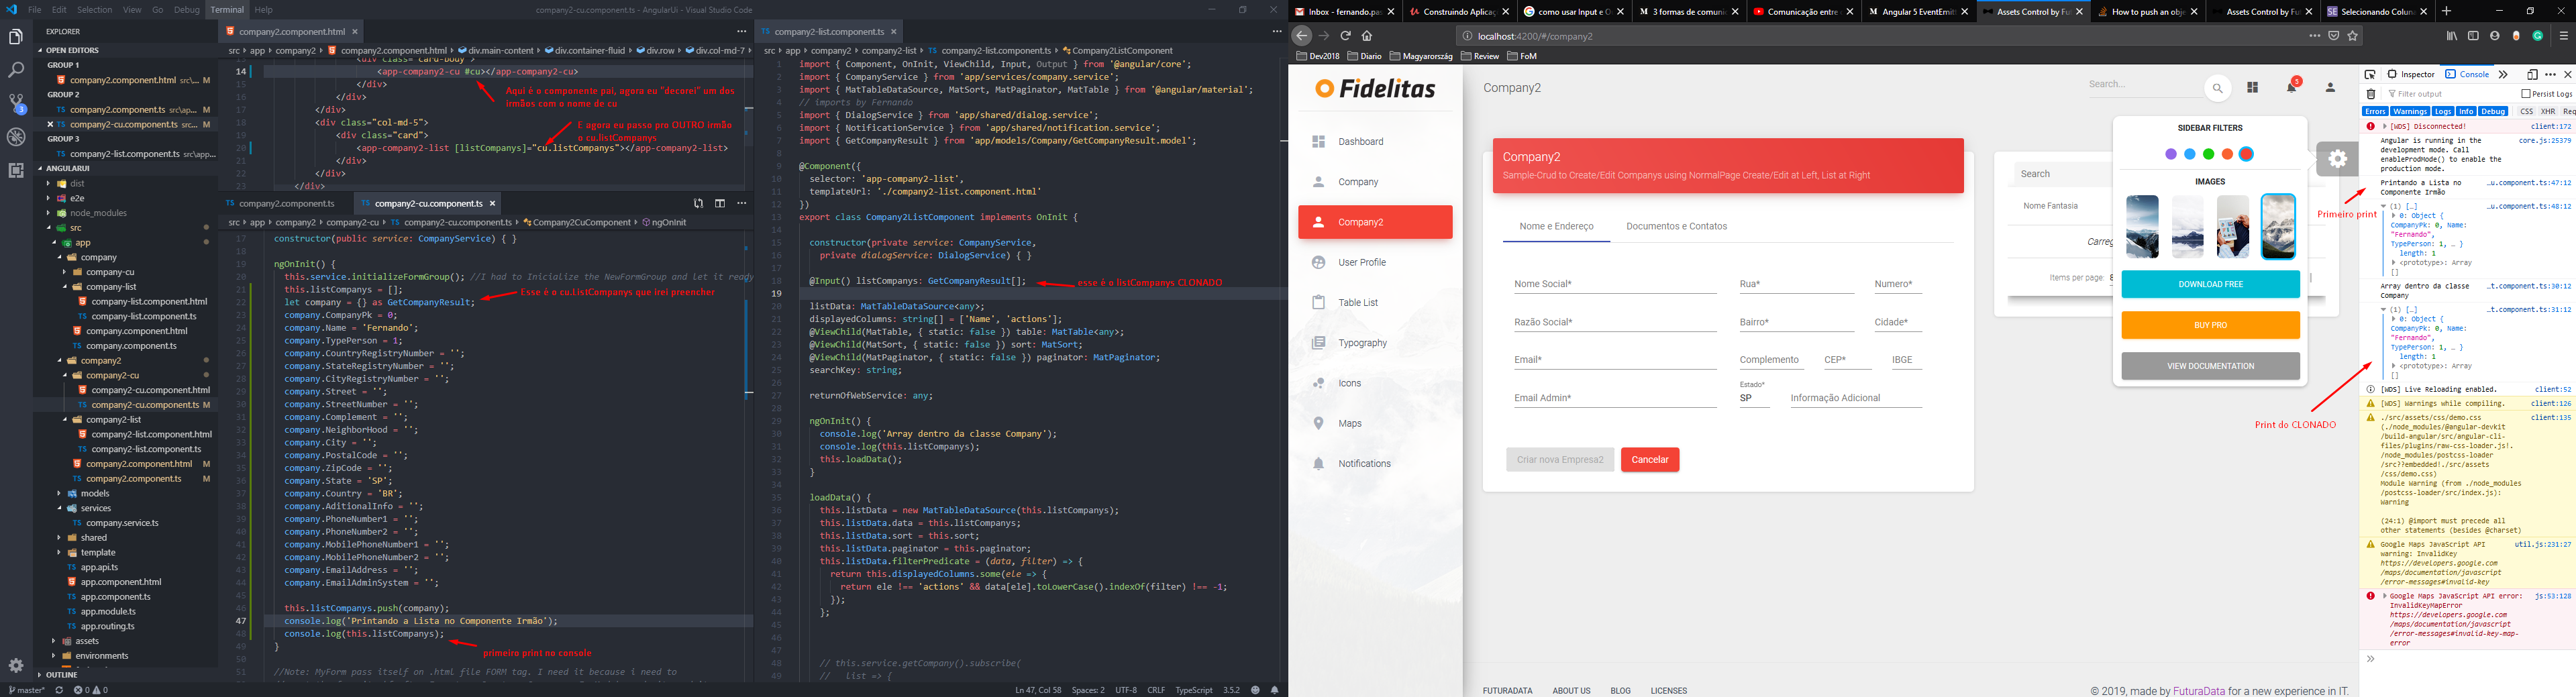 File Edit Selection View Go Debug Terminal Help
company2-cu.component.ts - AngularUi - Visual Studio Code
EXPLORER
OPEN EDITORS
GROUP 1
company2.component.html src\...
GROUP 2
company2.component.ts src\ap...
company2-cu.component.ts ... M
GROUP 3
company2-list.component.ts src\app...
ANGULARUI
dist
e2e
node_modules
src
app
company
company-cu
company-list
company-list.component.html
company-list.component.ts
company.component.html
company.component.ts
company2
company2-cu
company2-cu.component.html
company2-cu.component.ts M
company2-list
company2-list.component.html
company2-list.component.ts
company2.component.html M
company2.component.ts M
models
services
company.service.ts
shared
template
app.api.ts
app.component.html
app.component.ts
app.module.ts
app.routing.ts
assets
environments
OUTLINE
master*
0 0
company2.component.html
src > app > company2 > company2.component.html > div.main-content > div.container-fluid > div.row > div.col-md-7
14 <app-company2-cu #cu></app-company2-cu>
15 </div>
16 </div>
17 </div>
18 <div class="col-md-5">
19 <div class="card">
20 <app-company2-list [listCompanys]="cu.listCompanys"></app-company2-list>
21 </div>
22 </div>
23 </div>
Aqui é o componente pai, agora eu "decorei" um dos
irmãos com o nome de cu
E agora eu passo pro OUTRO irmão
o cu.listCompanys
company2.component.ts company2-cu.component.ts
src > app > company2 > company2-cu > company2-cu.component.ts > Company2CuComponent > ngOnInit
17 constructor(public service: CompanyService) { }
18
19 ngOnInit() {
20 this.service.initializeFormGroup(); //I had to Inicialize the NewFormGroup and let it ready
21 this.listCompanys = [];
22 let company = {} as GetCompanyResult;
23 company.CompanyPk = 0;
24 company.Name = 'Fernando';
25 company.TypePerson = 1;
26 company.CountryRegistryNumber = '';
27 company.StateRegistryNumber = '';
28 company.CityRegistryNumber = '';
29 company.Street = '';
30 company.StreetNumber = '';
31 company.Complement = '';
32 company.NeighborHood = '';
33 company.City = '';
34 company.PostalCode = '';
35 company.ZipCode = '';
36 company.State = 'SP';
37 company.Country = 'BR';
38 company.AditionalInfo = '';
39 company.PhoneNumber1 = '';
40 company.PhoneNumber2 = '';
41 company.MobilePhoneNumber1 = '';
42 company.MobilePhoneNumber2 = '';
43 company.EmailAddress = '';
44 company.EmailAdminSystem = '';
45
46 this.listCompanys.push(company);
47 console.log('Printando a Lista no Componente Irmão');
48 console.log(this.listCompanys);
49 }
50
51 //Note: MyForm pass itself on .html file FORM tag. I need it because i need to
Esse é o cu.ListCompanys que irei preencher
primeiro print no console
company2-list.component.ts
src > app > company2 > company2-list > company2-list.component.ts > Company2ListComponent
1 import { Component, OnInit, ViewChild, Input, Output } from '@angular/core';
2 import { CompanyService } from 'app/services/company.service';
3 import { MatTableDataSource, MatSort, MatPaginator, MatTable } from '@angular/material';
4 // imports by Fernando
5 import { DialogService } from 'app/shared/dialog.service';
6 import { NotificationService } from 'app/shared/notification.service';
7 import { GetCompanyResult } from 'app/models/Company/GetCompanyResult.model';
8
9 @Component({
10 selector: 'app-company2-list',
11 templateUrl: './company2-list.component.html'
12 })
13 export class Company2ListComponent implements OnInit {
14
15 constructor(private service: CompanyService,
16 private dialogService: DialogService) { }
17
18 @Input() listCompanys: GetCompanyResult[];
19
20 listData: MatTableDataSource<any>;
21 displayedColumns: string[] = ['Name', 'actions'];
22 @ViewChild(MatTable, { static: false }) table: MatTable<any>;
23 @ViewChild(MatSort, { static: false }) sort: MatSort;
24 @ViewChild(MatPaginator, { static: false }) paginator: MatPaginator;
25 searchKey: string;
26
27 returnOfWebService: any;
28
29 ngOnInit() {
30 console.log('Array dentro da classe Company');
31 console.log(this.listCompanys);
32 this.loadData();
33 }
34
35 loadData() {
36 this.listData = new MatTableDataSource(this.listCompanys);
37 this.listData.data = this.listCompanys;
38 this.listData.sort = this.sort;
39 this.listData.paginator = this.paginator;
40 this.listData.filterPredicate = (data, filter) => {
41 return this.displayedColumns.some(ele => {
42 return ele !== 'actions' && data[ele].toLowerCase().indexOf(filter) !== -1;
43 });
44 };
45
46
47
48 // this.service.getCompany().subscribe(
49 // list => {
esse é o listCompanys CLONADO
Ln 47, Col 58 Spaces: 2 UTF-8 CRLF TypeScript 3.5.2
Inbox - fernando.pas
Construindo Aplicaç
como usar Input e O
3 formas de comunic
Comunicação entre c
Angular 5 EventEmitt
Assets Control by Fut
How to push an obje
Assets Control by Fut
Selecionando Coluna
localhost:4200/#/company2
Dev2018 Diario Magyarország Review FoM
Fidelitas
Dashboard
Company
Company2
User Profile
Table List
Typography
Icons
Maps
Notifications
Company2
Search...
5
Company2
Sample-Crud to Create/Edit Companys using NormalPage Create/Edit at Left, List at Right
Nome e Endereço Documentos e Contatos
Nome Social* Rua* Numero*
Razão Social* Bairro* Cidade*
Email* Complemento CEP* IBGE
Estado*
Email Admin* SP Informação Adicional
Criar nova Empresa2 Cancelar
Search
Nome Fantasia
Carreg
Items per page: 8
SIDEBAR FILTERS
IMAGES
DOWNLOAD FREE
BUY PRO
VIEW DOCUMENTATION
FUTURADATA ABOUT US BLOG LICENSES
© 2019, made by FuturaData for a new experience in IT.
Primeiro print
Print do CLONADO
Inspector Console
Filter output Persist Logs
Errors Warnings Logs Info Debug CSS XHR Req
[WDS] Disconnected! client:172
Angular is running in the core.js:25379
development mode. Call
enableProdMode() to enable the
production mode.
Printando a Lista no …u.component.ts:47:12
Componente Irmão
(1) […] …u.component.ts:48:12
0: Object {
CompanyPk: 0, Name:
"Fernando",
TypePerson: 1, … }
length: 1
<prototype>: Array
[]
Array dentro da classe …t.component.ts:30:12
Company
(1) […] …t.component.ts:31:12
0: Object {
CompanyPk: 0, Name:
"Fernando",
TypePerson: 1, … }
length: 1
<prototype>: Array
[]
[WDS] Live Reloading enabled. client:52
[WDS] Warnings while compiling. client:126
./src/assets/css/demo.css client:135
(./node_modules/@angular-devkit
/build-angular/src/angular-cli-
files/plugins/raw-css-loader.js!.
/node_modules/postcss-loader
/src??embedded!./src/assets
/css/demo.css)
Module Warning (from ./node_modules
/postcss-loader/src/index.js):
Warning
(24:1) @import must precede all
other statements (besides @charset)
Google Maps JavaScript API util.js:231:27
warning: InvalidKey
https://developers.google.com
/maps/documentation/javascript
/error-messages#invalid-key
Google Maps JavaScript API error: js:53:128
InvalidKeyMapError
https://developers.google.com
/maps/documentation/javascript
/error-messages#invalid-key-map-
error